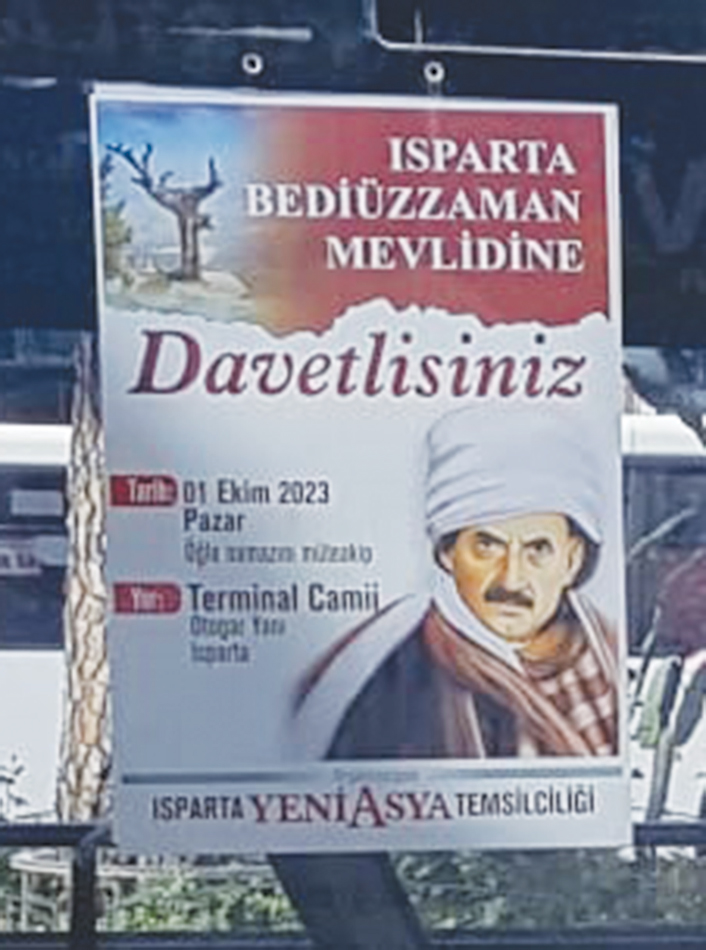 ISPARTA
BEDİÜZZAMAN
MEVLİDİNE
Davetlisiniz
Tarih: 01 Ekim 2023
Pazar
Öğle namazını müteakip
Yer: Terminal Camii
Otogar Yanı
Isparta
ISPARTA YENİASYA TEMSİLCİLİĞİ